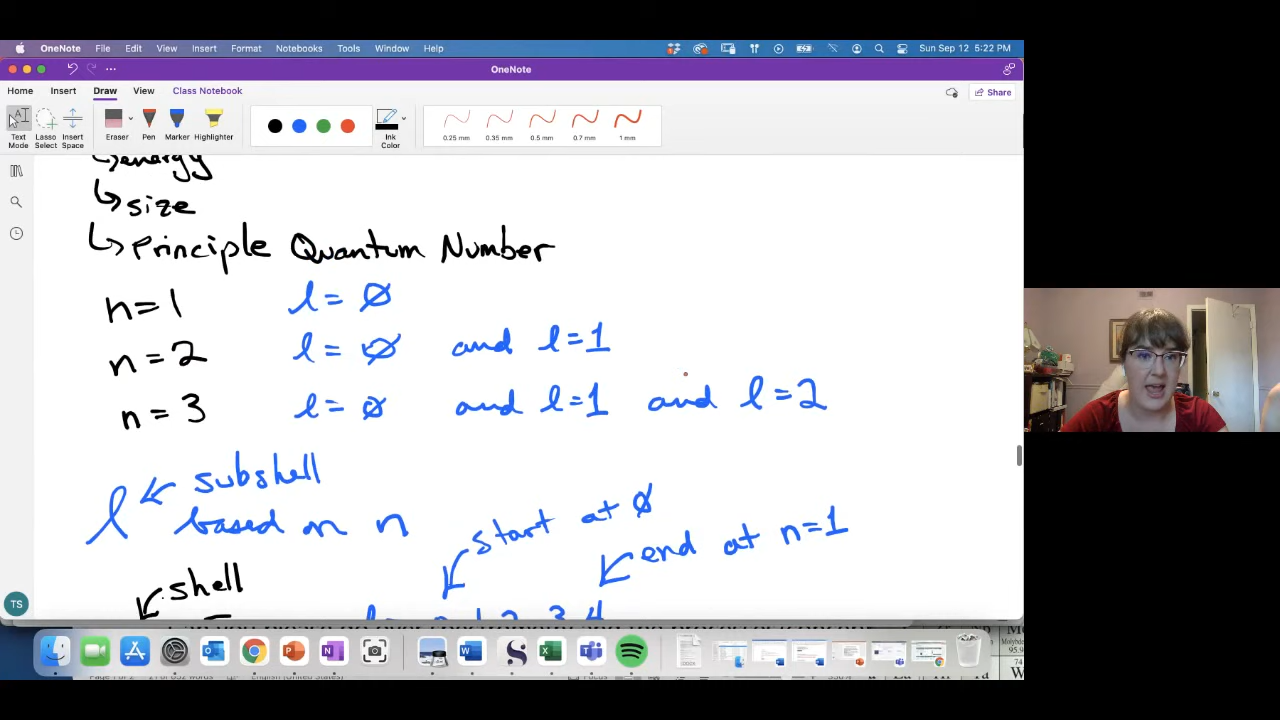 OneNote File Edit View Insert Format Notebooks Tools Window Help Sun Sep 12 5:22 PM
OneNote
Home Insert Draw View Class Notebook Share
Text Mode Lasso Select Insert Space Eraser Pen Marker Highlighter Ink Color 0.25 mm 0.35 mm 0.5 mm 0.7 mm 1 mm
↳energy
↳size
↳Principle Quantum Number
n=1 l=Ø
n=2 l=Ø and l=1
n=3 l=Ø and l=1 and l=2
l ← subshell
based on n
start at Ø
end at n=1
shell
TS